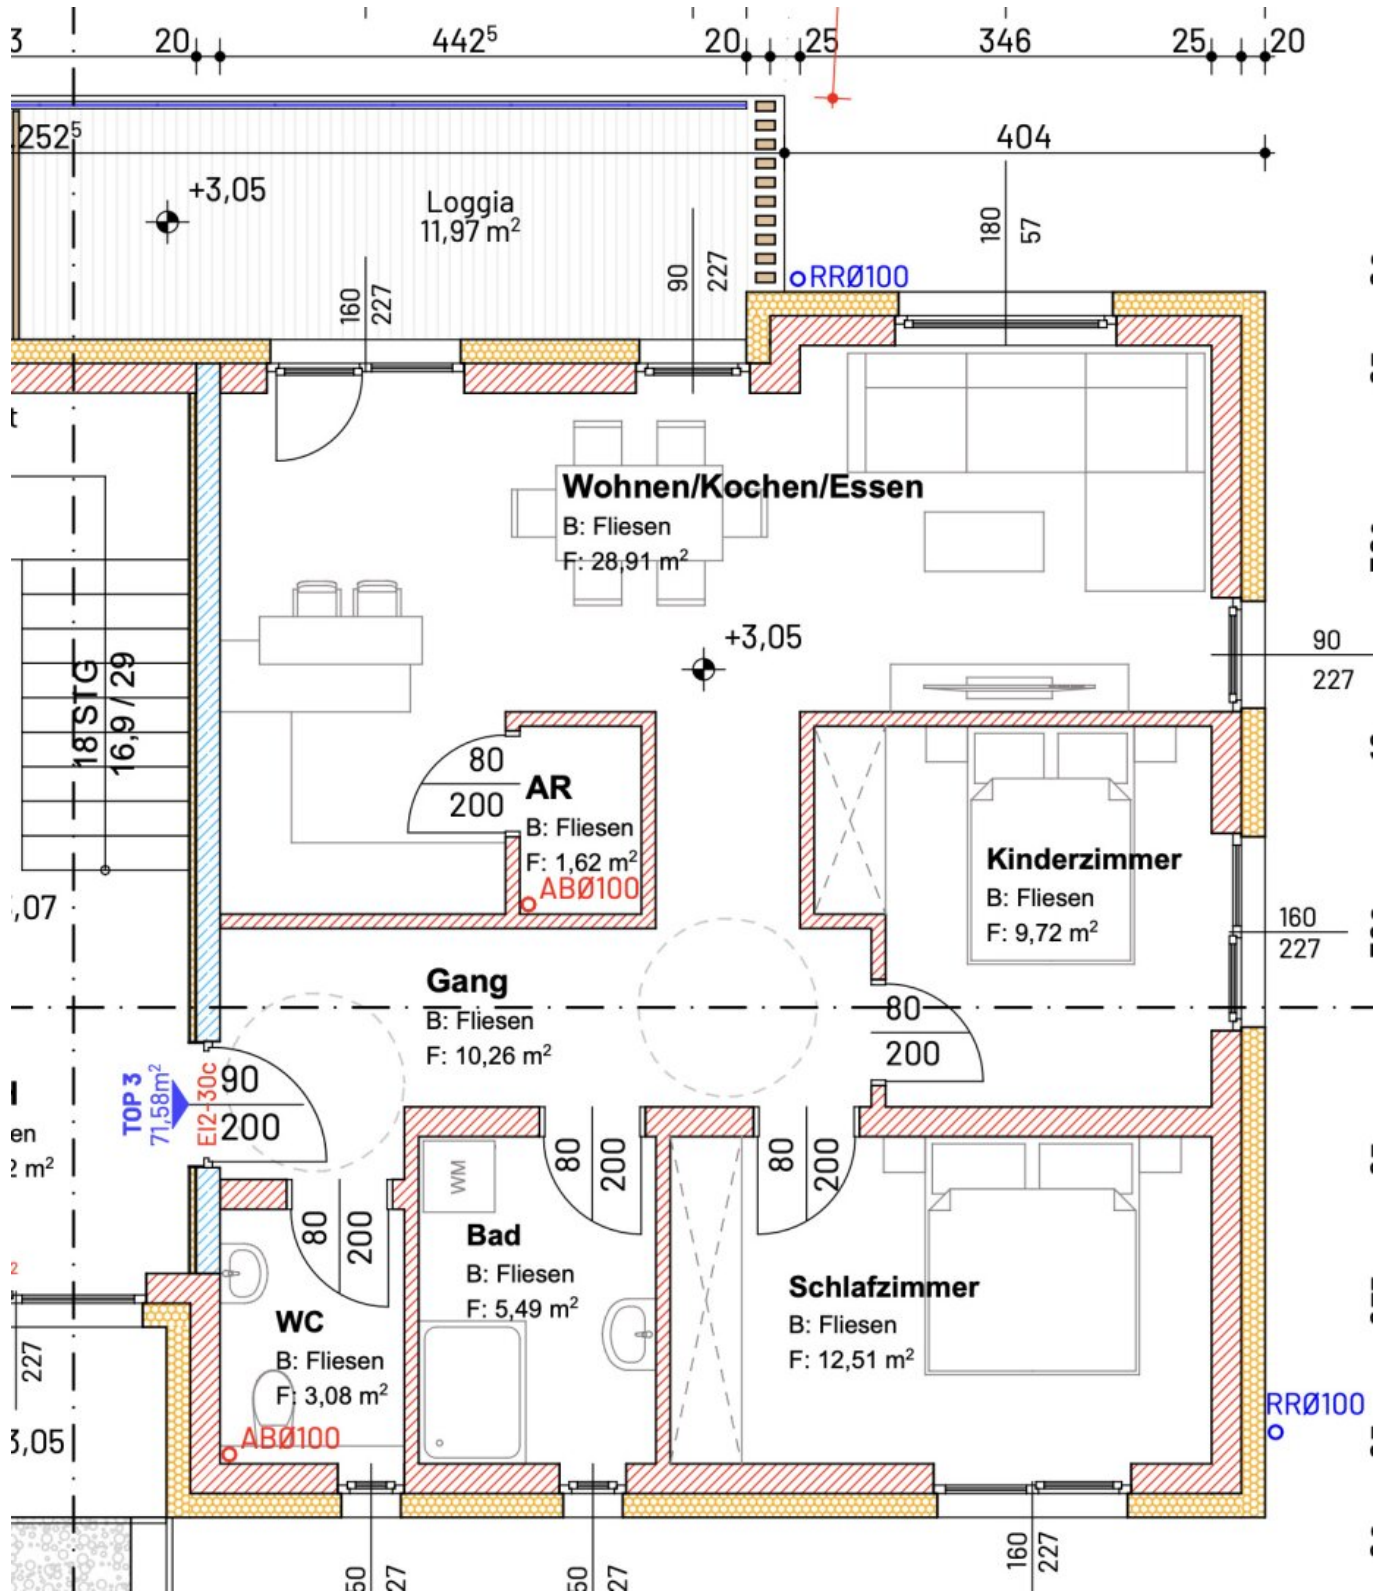 3
20
442⁵
20
25
346
25
20
252⁵
404
+3,05
Loggia
11,97 m²
160
227
90
227
180
57
RRØ100
t
Wohnen/Kochen/Essen
B: Fliesen
F: 28,91 m²
+3,05
90
227
18 STG
16,9 / 29
80
200
AR
B: Fliesen
F: 1,62 m²
ABØ100
Kinderzimmer
B: Fliesen
F: 9,72 m²
160
227
,07
Gang
B: Fliesen
F: 10,26 m²
80
200
TOP 3
71,58m²
EI2-30c
90
200
en
2 m²
80
200
80
200
80
200
WM
Bad
B: Fliesen
F: 5,49 m²
Schlafzimmer
B: Fliesen
F: 12,51 m²
WC
B: Fliesen
F: 3,08 m²
ABØ100
227
3,05
RRØ100
50
27
50
27
160
227